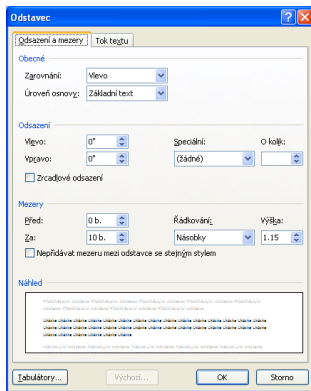 Odstavec
Odsazení a mezery
Tok textu
Obecné
Zarovnání:
Vlevo
Úroveň osnovy:
Základní text
Odsazení
Vlevo:
0"
Speciální:
O kolik:
Vpravo:
0"
(žádné)
Zrcadlové odsazení
Mezery
Před:
0 b.
Řádkování:
Výška:
Za:
10 b.
Násobky
1.15
Nepřidávat mezeru mezi odstavce se stejným stylem
Náhled
Tabulátory...
Výchozí...
OK
Storno